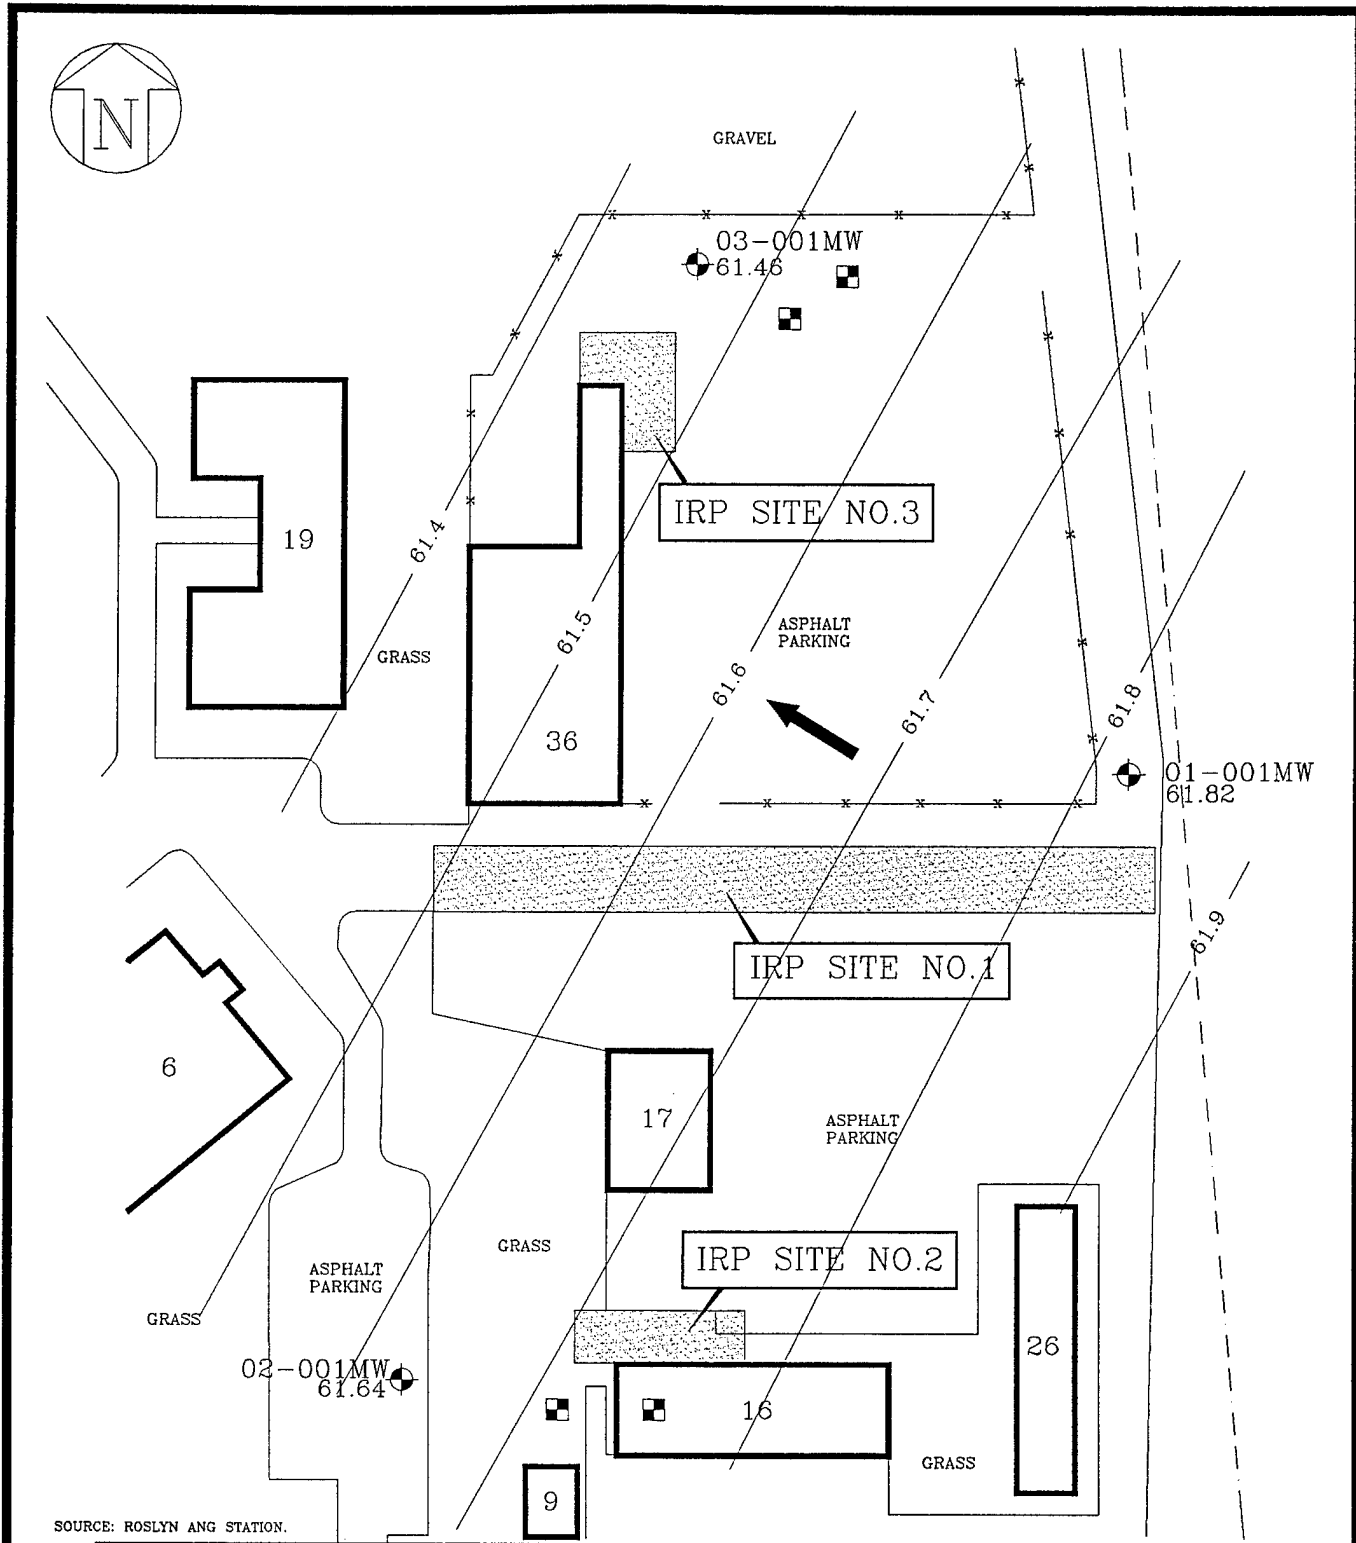 N
GRAVEL
03-001MW
61.46
IRP SITE NO.3
19
61.4
GRASS
61.5
ASPHALT
PARKING
61.6
61.7
61.8
36
01-001MW
61.82
61.9
IRP SITE NO.1
6
17
ASPHALT
PARKING
GRASS
IRP SITE NO.2
ASPHALT
PARKING
GRASS
26
02-001MW
61.64
16
GRASS
9
SOURCE: ROSLYN ANG STATION.